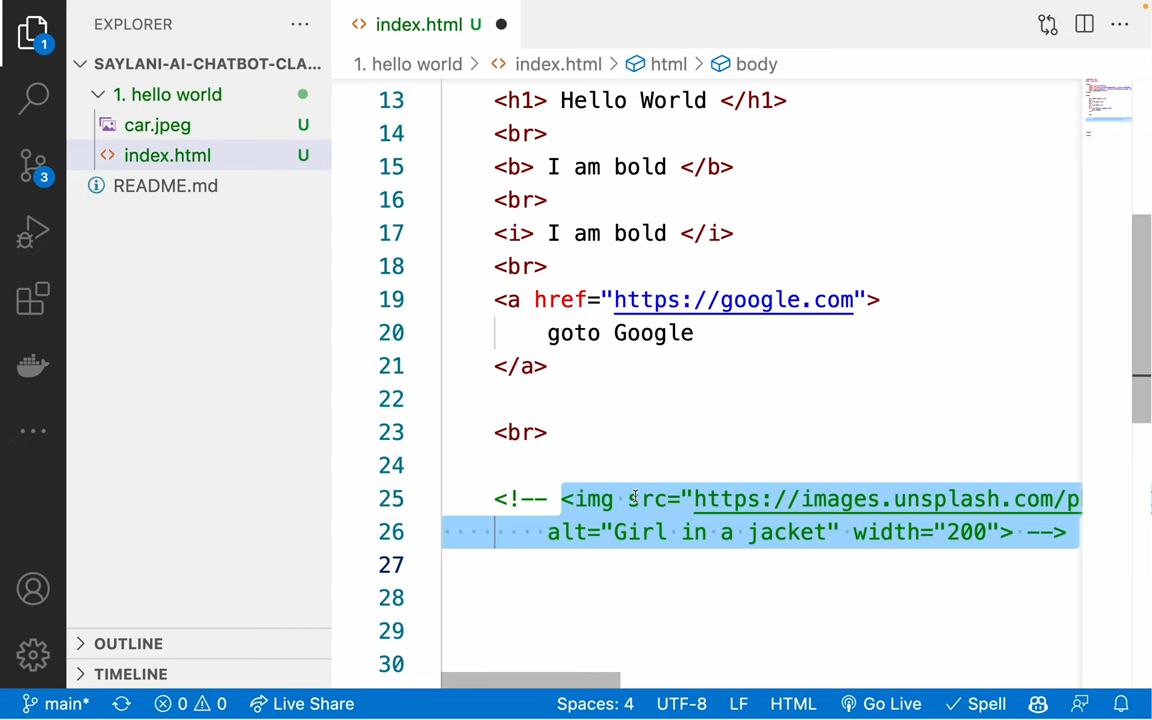 EXPLORER
index.html U
SAYLANI-AI-CHATBOT-CLA...
1. hello world
car.jpeg U
index.html U
README.md
OUTLINE
TIMELINE
1
3
1. hello world > index.html > html > body
13 <h1> Hello World </h1>
14 <br>
15 <b> I am bold </b>
16 <br>
17 <i> I am bold </i>
18 <br>
19 <a href="https://google.com">
20 goto Google
21 </a>
22
23 <br>
24
25 <!-- <img src="https://images.unsplash.com/p
26 alt="Girl in a jacket" width="200"> -->
27
28
29
30
main* 0 0 Live Share Spaces: 4 UTF-8 LF HTML Go Live Spell